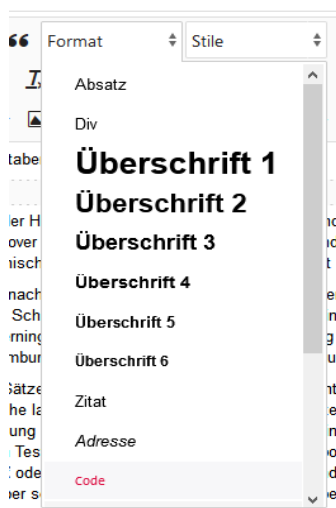 Format
Stile
Absatz
Div
Überschrift 1
Überschrift 2
Überschrift 3
Überschrift 4
Überschrift 5
Überschrift 6
Zitat
Adresse
Code